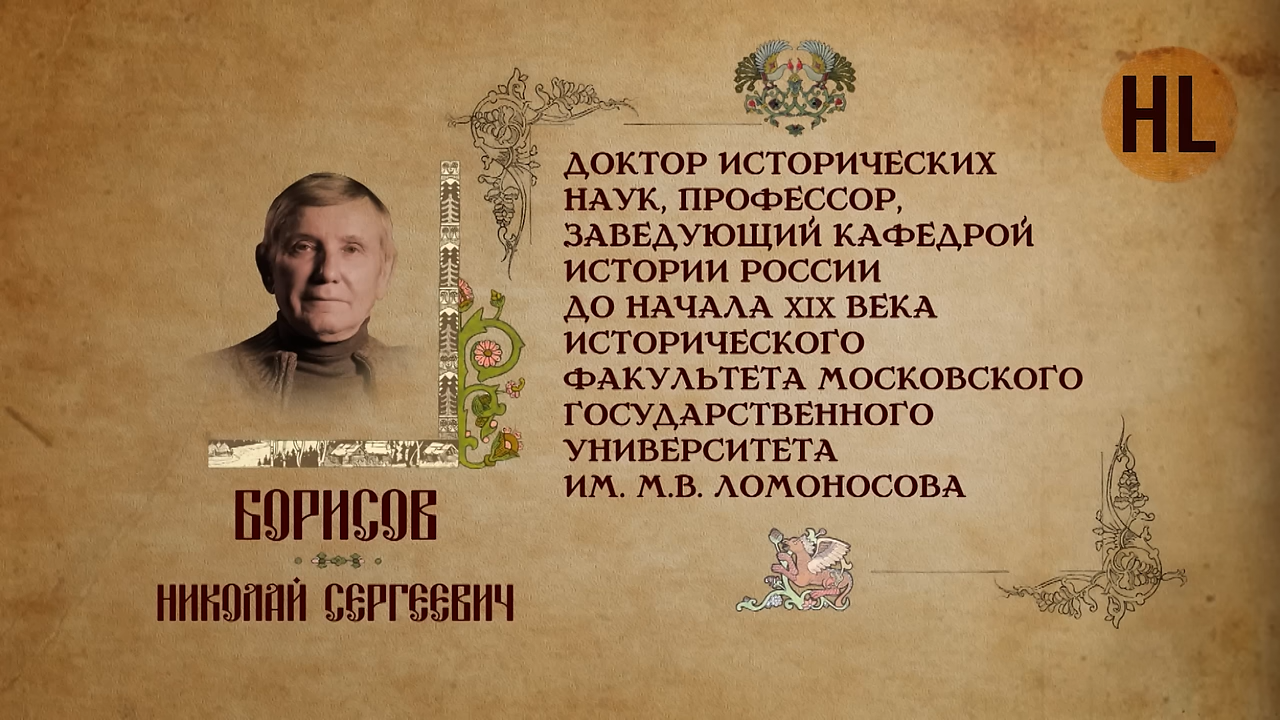 HL
ДОКТОР ИСТОРИЧЕСКИХ
НАУК, ПРОФЕССОР,
ЗАВЕДУЮЩИЙ КАФЕДРОЙ
ИСТОРИИ РОССИИ
ДО НАЧАЛА XIX ВЕКА
ИСТОРИЧЕСКОГО
ФАКУЛЬТЕТА МОСКОВСКОГО
ГОСУДАРСТВЕННОГО
УНИВЕРСИТЕТА
ИМ. М.В. ЛОМОНОСОВА
БОРИСОВ
НИКОЛАЙ СЕРГЕЕВИЧ